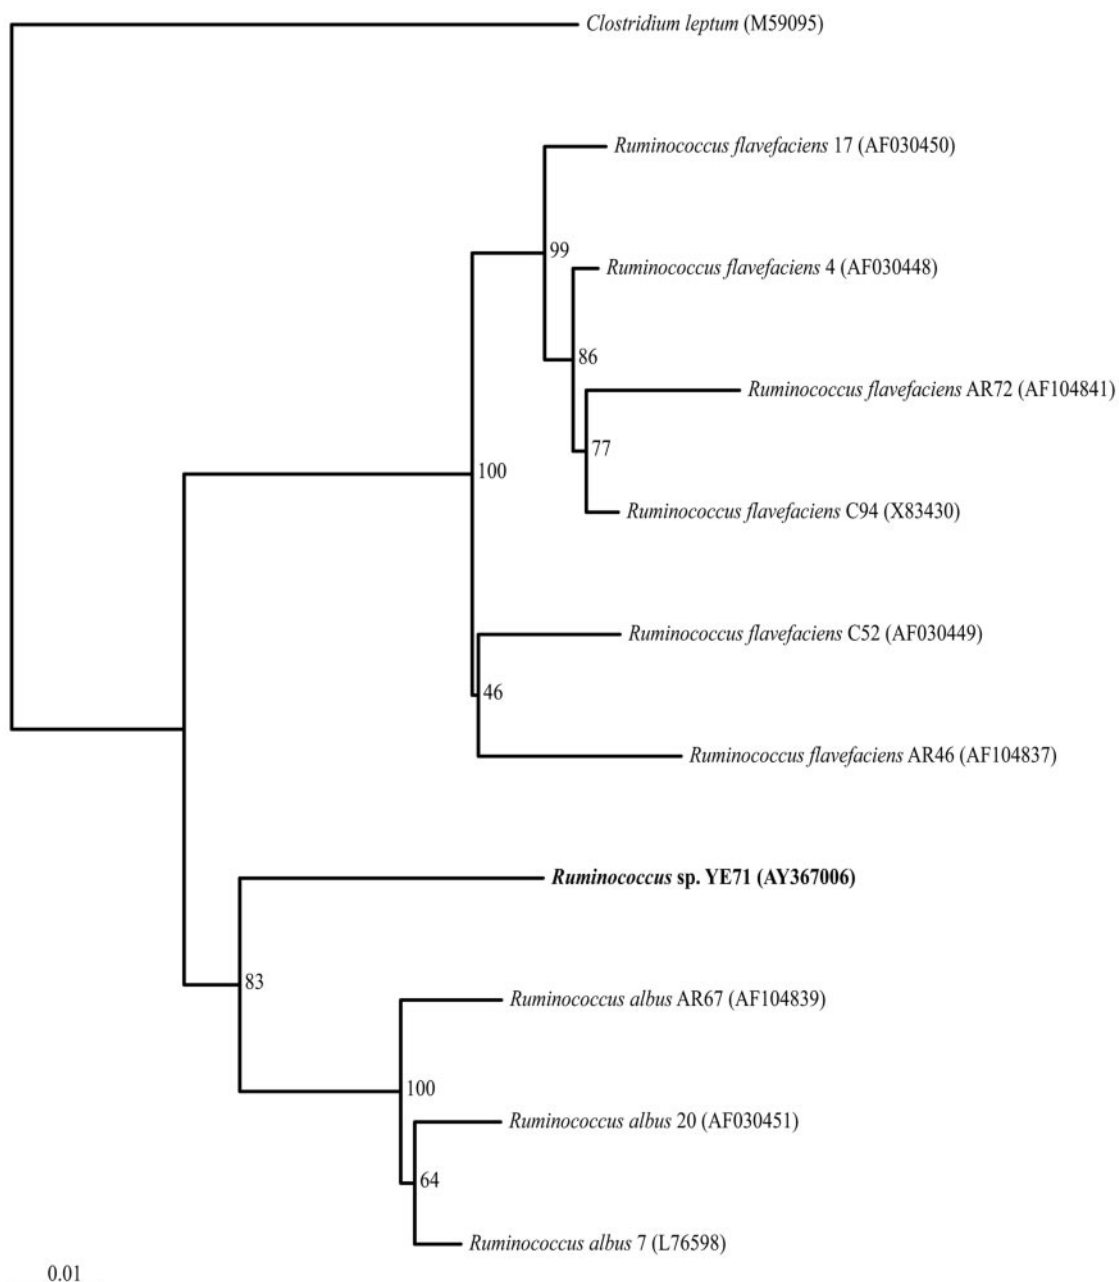 Clostridium leptum (M59095)
Ruminococcus flavefaciens 17 (AF030450)
99
Ruminococcus flavefaciens 4 (AF030448)
86
Ruminococcus flavefaciens AR72 (AF104841)
77
100
Ruminococcus flavefaciens C94 (X83430)
Ruminococcus flavefaciens C52 (AF030449)
46
Ruminococcus flavefaciens AR46 (AF104837)
Ruminococcus sp. YE71 (AY367006)
83
Ruminococcus albus AR67 (AF104839)
100
Ruminococcus albus 20 (AF030451)
64
Ruminococcus albus 7 (L76598)
0.01